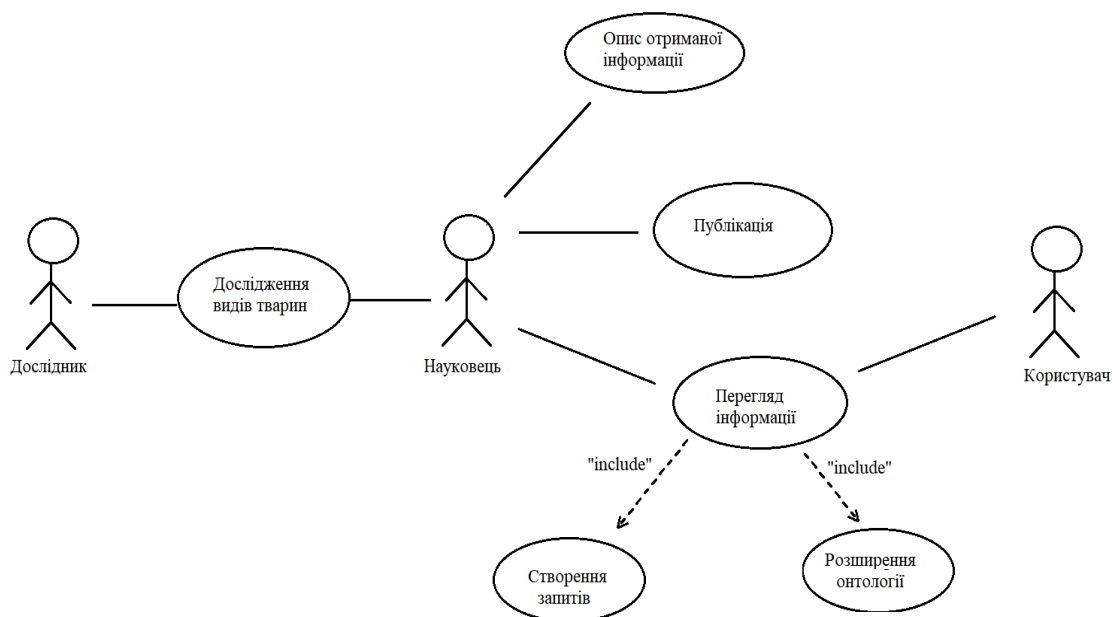 Опис отриманої
інформації
Публікація
Дослідження
видів тварин
Дослідник
Науковець
Користувач
Перегляд
інформації
"include"
"include"
Створення
запитів
Розширення
онтології